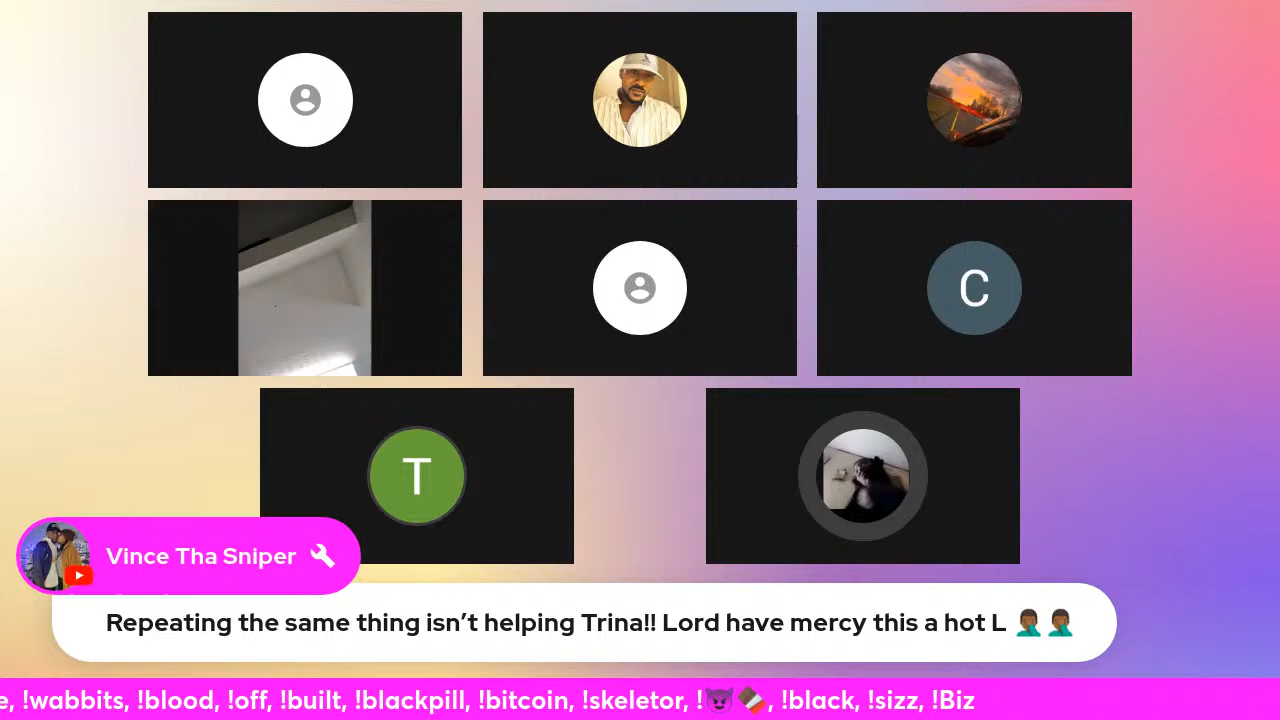 C
T
Vince Tha Sniper
Repeating the same thing isn’t helping Trina!! Lord have mercy this a hot L 🤦🏾‍♂️🤦🏾‍♂️
e, !wabbits, !blood, !off, !built, !blackpill, !bitcoin, !skeletor, !😈🍫, !black, !sizz, !Biz